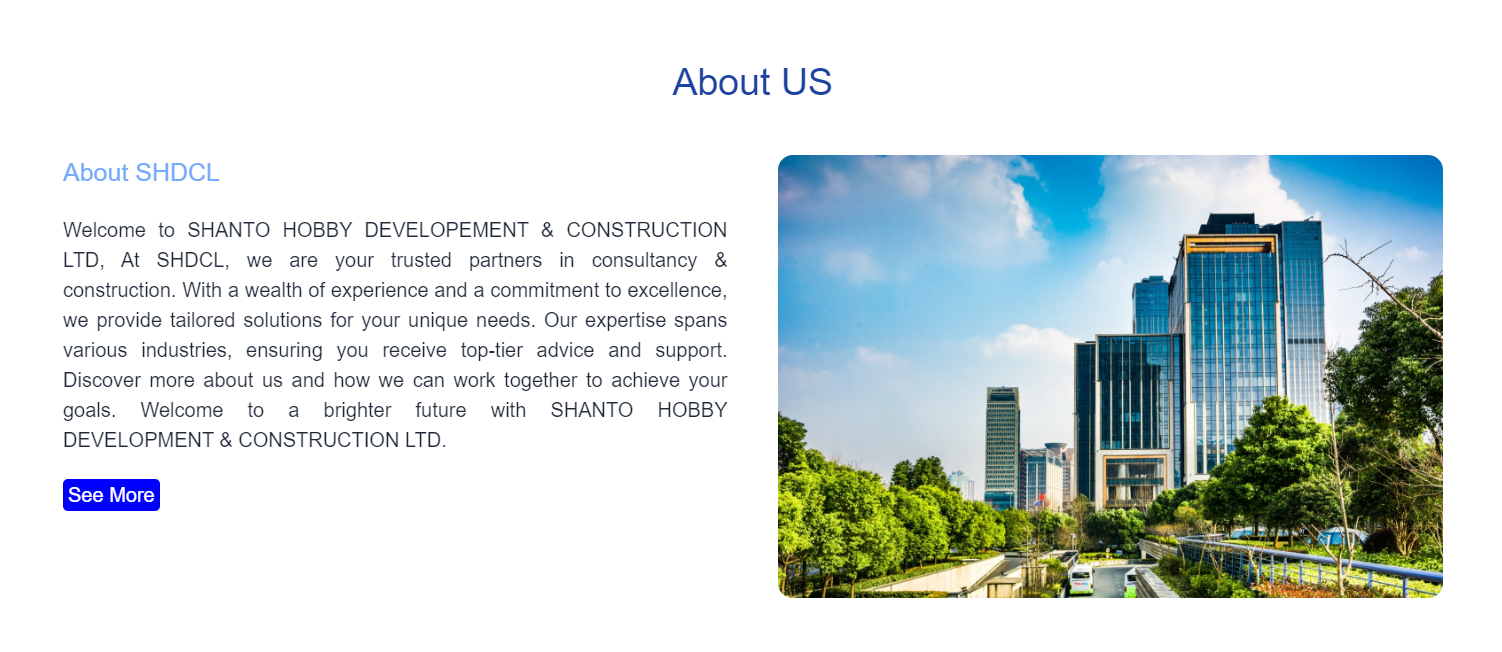 About US
About SHDCL
Welcome to SHANTO HOBBY DEVELOPEMENT & CONSTRUCTION
LTD, At SHDCL, we are your trusted partners in consultancy &
construction. With a wealth of experience and a commitment to excellence,
we provide tailored solutions for your unique needs. Our expertise spans
various industries, ensuring you receive top-tier advice and support.
Discover more about us and how we can work together to achieve your
goals. Welcome to a brighter future with SHANTO HOBBY
DEVELOPMENT & CONSTRUCTION LTD.
See More